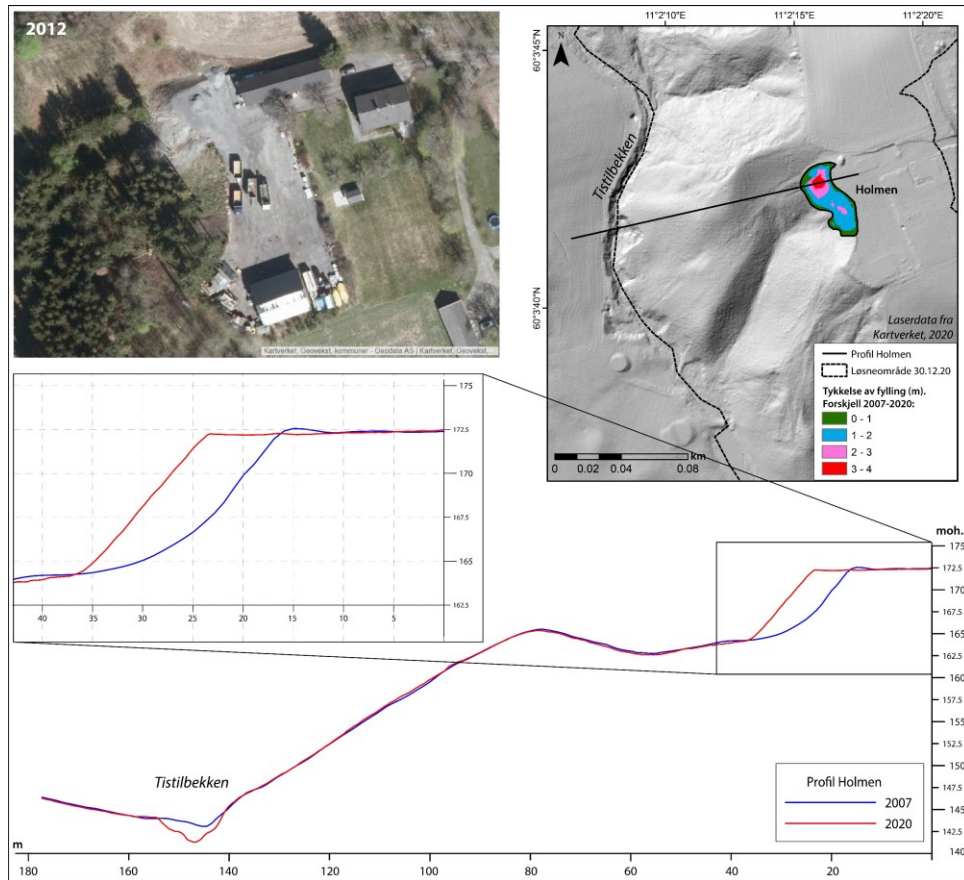 2012
Kartverket, Geovekst, kommuner - Geodata AS | Kartverket, Geovekst,...
11°2'10"E
11°2'15"E
11°2'20"E
60°3'45"N
60°3'40"N
N
Tistilbekken
Holmen
Laserdata fra
Kartverket, 2020
Profil Holmen
Løsneområde 30.12.20
Tykkelse av fylling (m).
Forskjell 2007-2020:
0 - 1
1 - 2
2 - 3
3 - 4
km
0 0.02 0.04 0.08
175
172.5
170
167.5
165
162.5
40 35 30 25 20 15 10 5
moh.
175
172.5
170
167.5
165
162.5
160
157.5
155
152.5
150
147.5
145
142.5
140
Tistilbekken
Profil Holmen
2007
2020
m
180 160 140 120 100 80 60 40 20